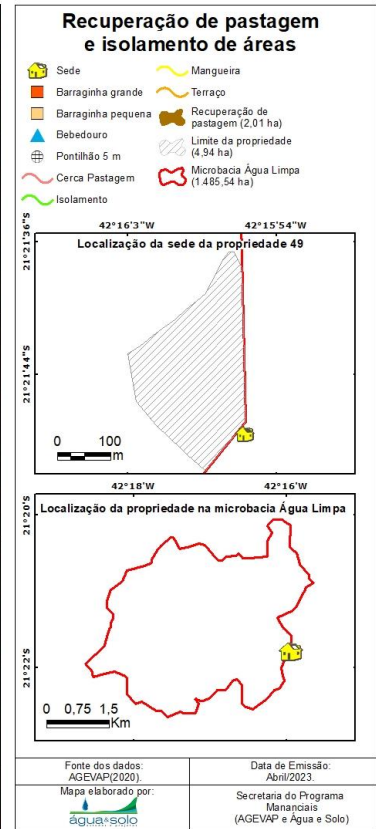 Recuperação de pastagem
e isolamento de áreas
Sede
Barraginha grande
Barraginha pequena
Bebedouro
Pontilhão 5 m
Cerca Pastagem
Isolamento
Mangueira
Terraço
Recuperação de
pastagem (2,01 ha)
Limite da propriedade
(4,94 ha)
Microbacia Água Limpa
(1.485,54 ha)
42°16'3"W 42°15'54"W
Localização da sede da propriedade 49
21°21'36"S
21°21'44"S
0 100
m
42°18'W 42°16'W
Localização da propriedade na microbacia Água Limpa
21°20'S
21°22'S
0 0,75 1,5
Km
Fonte dos dados:
AGEVAP(2020).
Data de Emissão:
Abril/2023.
Mapa elaborado por:
água&solo
Secretaria do Programa
Mananciais
(AGEVAP e Água e Solo)